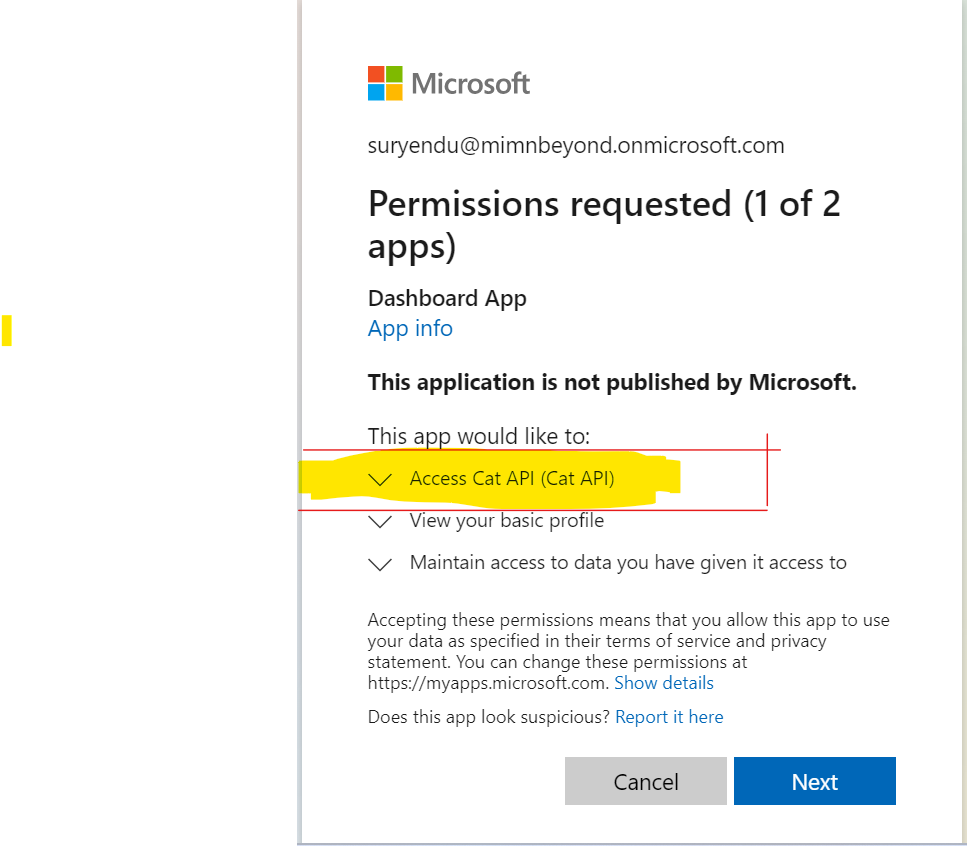 Microsoft
suryendu@mimnbeyond.onmicrosoft.com
Permissions requested (1 of 2
apps)
Dashboard App
App info
This application is not published by Microsoft.
This app would like to:
Access Cat API (Cat API)
View your basic profile
Maintain access to data you have given it access to
Accepting these permissions means that you allow this app to use
your data as specified in their terms of service and privacy
statement. You can change these permissions at
https://myapps.microsoft.com. Show details
Does this app look suspicious? Report it here
Cancel Next